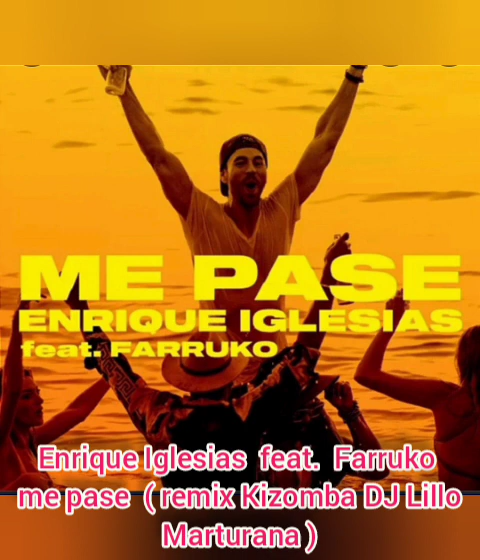 ME PASE
ENRIQUE IGLESIAS
feat. FARRUKO
Enrique Iglesias feat. Farruko
me pase ( remix Kizomba DJ Lillo
Marturana )